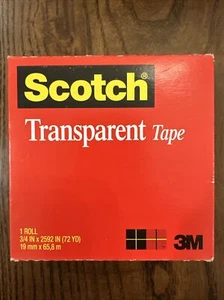 Scotch®
Transparent Tape
1 ROLL
3/4 IN x 2592 IN (72 YD)
19 mm x 65,8 m
3M